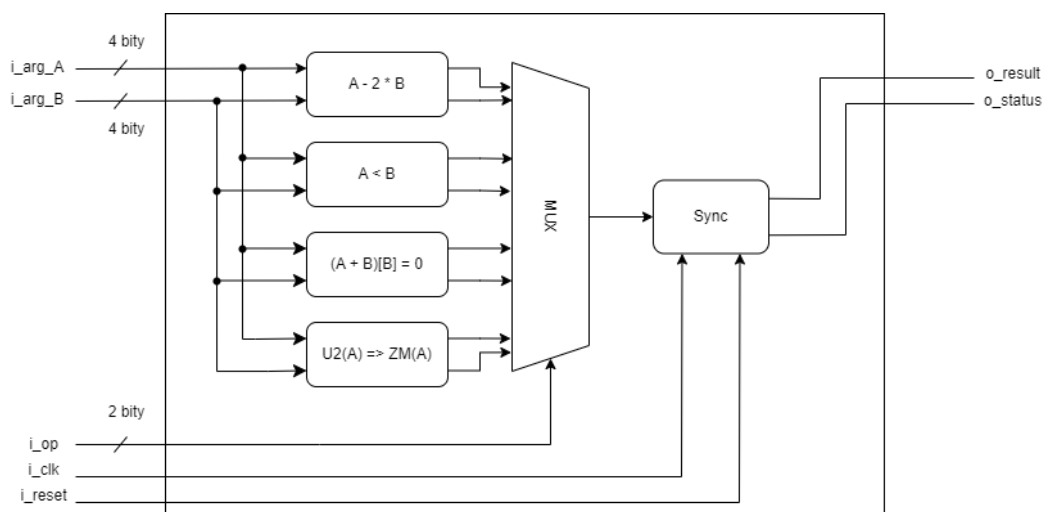 4 bity
i_arg_A
i_arg_B
4 bity
A - 2 * B
A < B
(A + B)[B] = 0
U2(A) => ZM(A)
MUX
Sync
o_result
o_status
2 bity
i_op
i_clk
i_reset